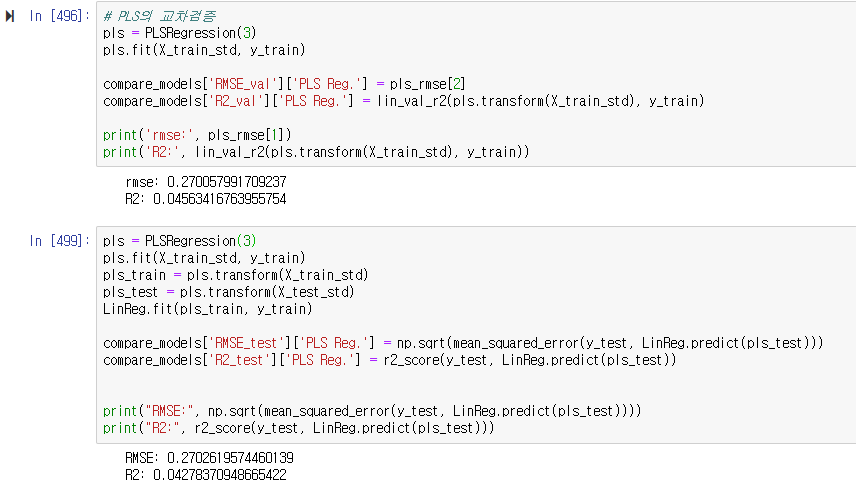 In [496]:
# PLS의 교차검증
pls = PLSRegression(3)
pls.fit(X_train_std, y_train)
compare_models['RMSE_val']['PLS Reg.'] = pls_rmse[2]
compare_models['R2_val']['PLS Reg.'] = lin_val_r2(pls.transform(X_train_std), y_train)
print('rmse:', pls_rmse[1])
print('R2:', lin_val_r2(pls.transform(X_train_std), y_train))
rmse: 0.270057991709237
R2: 0.04563416763955754
In [499]:
pls = PLSRegression(3)
pls.fit(X_train_std, y_train)
pls_train = pls.transform(X_train_std)
pls_test = pls.transform(X_test_std)
LinReg.fit(pls_train, y_train)
compare_models['RMSE_test']['PLS Reg.'] = np.sqrt(mean_squared_error(y_test, LinReg.predict(pls_test)))
compare_models['R2_test']['PLS Reg.'] = r2_score(y_test, LinReg.predict(pls_test))
print("RMSE:", np.sqrt(mean_squared_error(y_test, LinReg.predict(pls_test))))
print("R2:", r2_score(y_test, LinReg.predict(pls_test)))
RMSE: 0.2702619574460139
R2: 0.04278370948665422